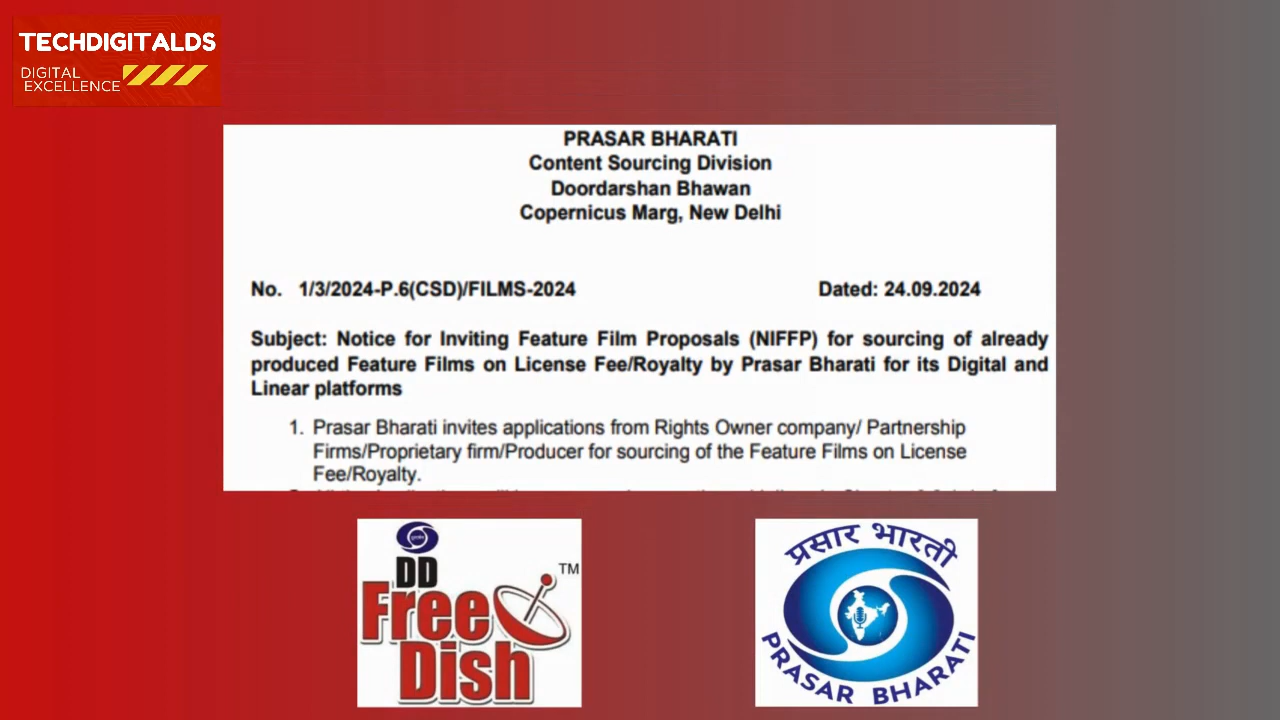 TECHDIGITALDS
DIGITAL
EXCELLENCE
PRASAR BHARATI
Content Sourcing Division
Doordarshan Bhawan
Copernicus Marg, New Delhi
No. 1/3/2024-P.6(CSD)/FILMS-2024 Dated: 24.09.2024
Subject: Notice for Inviting Feature Film Proposals (NIFFP) for sourcing of already
produced Feature Films on License Fee/Royalty by Prasar Bharati for its Digital and
Linear platforms
1. Prasar Bharati invites applications from Rights Owner company/ Partnership
Firms/Proprietary firm/Producer for sourcing of the Feature Films on License
Fee/Royalty.
DD
Free
Dish
TM
प्रसार भारती
PRASAR BHARATI